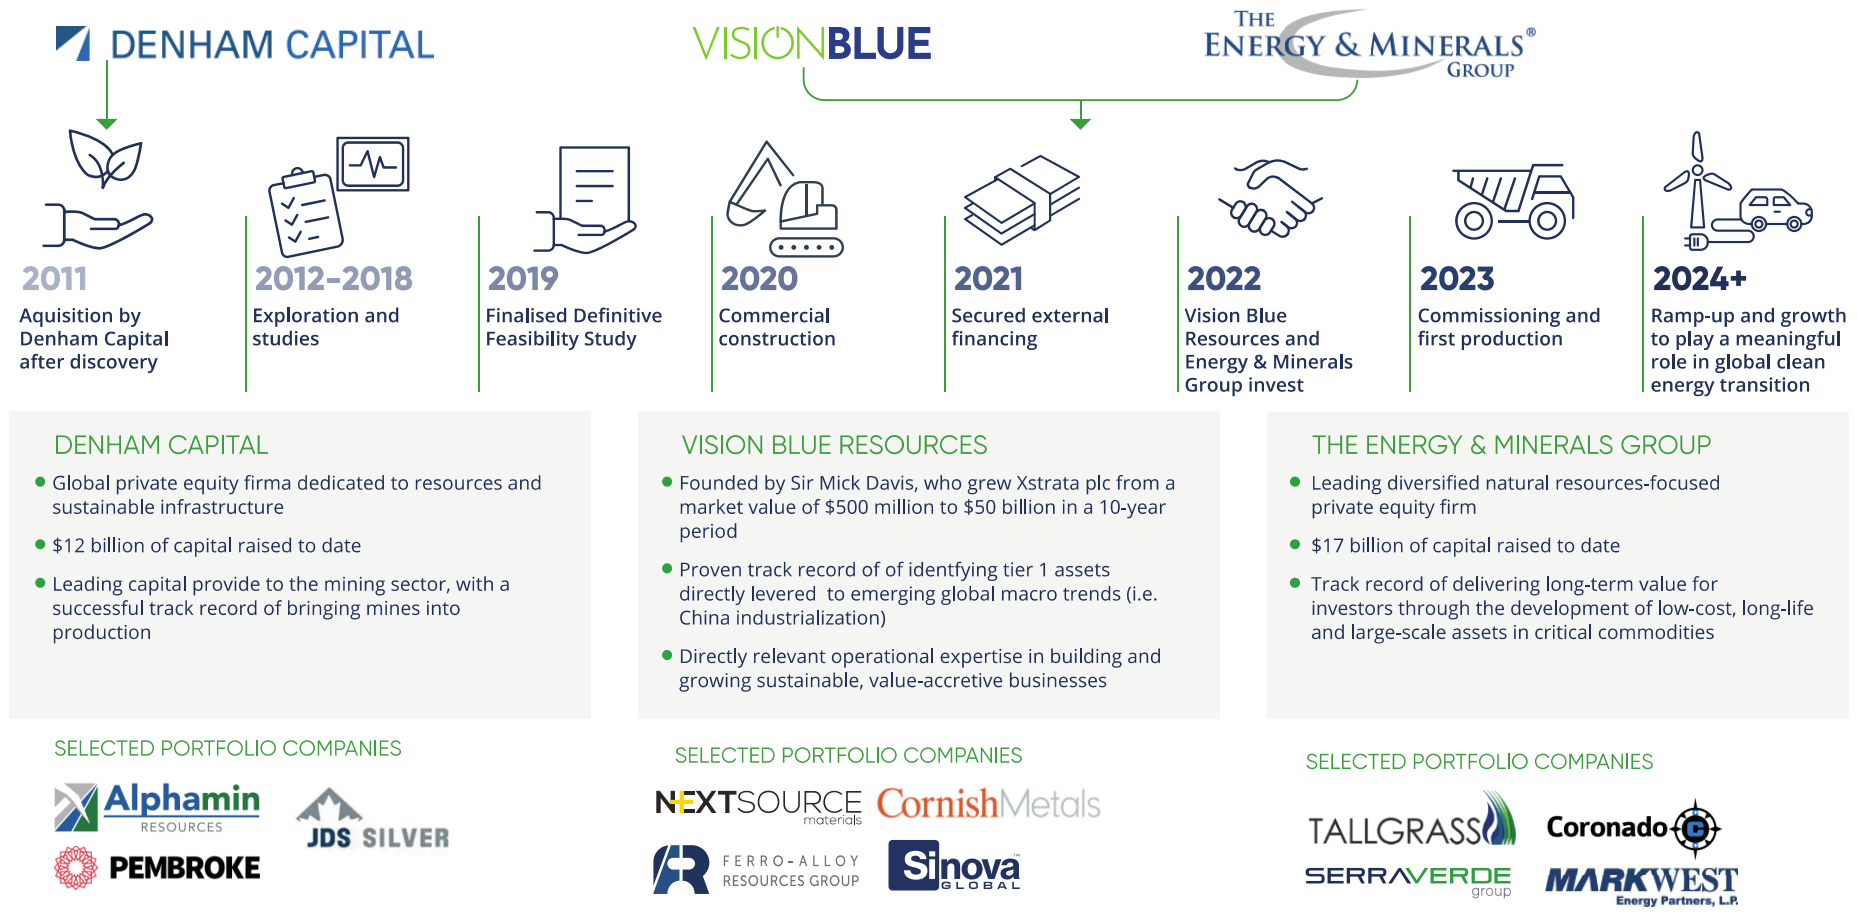 DENHAM CAPITAL
VISIONBLUE
THE
ENERGY & MINERALS®
GROUP
2011
Aquisition by
Denham Capital
after discovery
2012-2018
Exploration and
studies
2019
Finalised Definitive
Feasibility Study
2020
Commercial
construction
2021
Secured external
financing
2022
Vision Blue
Resources and
Energy & Minerals
Group invest
2023
Commissioning and
first production
2024+
Ramp-up and growth
to play a meaningful
role in global clean
energy transition
DENHAM CAPITAL
Global private equity firma dedicated to resources and
sustainable infrastructure
$12 billion of capital raised to date
Leading capital provide to the mining sector, with a
successful track record of bringing mines into
production
VISION BLUE RESOURCES
Founded by Sir Mick Davis, who grew Xstrata plc from a
market value of $500 million to $50 billion in a 10-year
period
Proven track record of of identfying tier 1 assets
directly levered to emerging global macro trends (i.e.
China industrialization)
Directly relevant operational expertise in building and
growing sustainable, value-accretive businesses
THE ENERGY & MINERALS GROUP
Leading diversified natural resources-focused
private equity firm
$17 billion of capital raised to date
Track record of delivering long-term value for
investors through the development of low-cost, long-life
and large-scale assets in critical commodities
SELECTED PORTFOLIO COMPANIES
Alphamin
RESOURCES
JDS SILVER
PEMBROKE
SELECTED PORTFOLIO COMPANIES
NEXTSOURCE
materials
CornishMetals
FERRO-ALLOY
RESOURCES GROUP
Sinova™
GLOBAL
SELECTED PORTFOLIO COMPANIES
TALLGRASS
Coronado
C
SERRAVERDE
group
MARKWEST
Energy Partners, L.P.